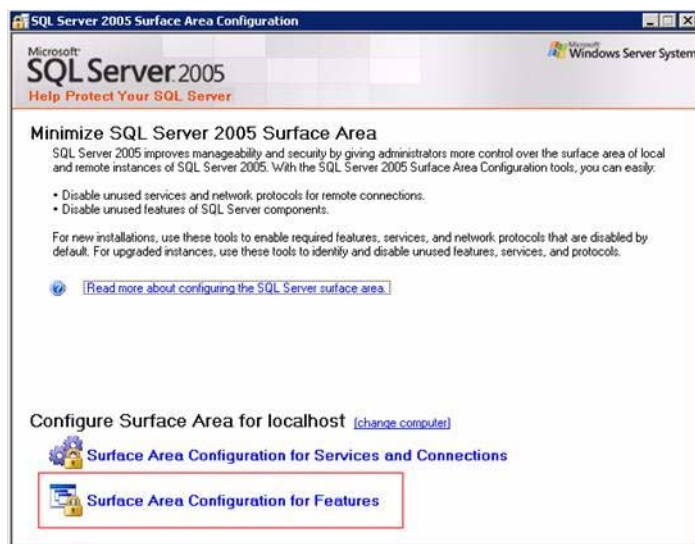 SQL Server 2005 Surface Area Configuration
Microsoft
SQL Server 2005
Help Protect Your SQL Server
Microsoft
Windows Server System
Minimize SQL Server 2005 Surface Area
SQL Server 2005 improves manageability and security by giving administrators more control over the surface area of local
and remote instances of SQL Server 2005. With the SQL Server 2005 Surface Area Configuration tools, you can easily:
• Disable unused services and network protocols for remote connections.
• Disable unused features of SQL Server components.
For new installations, use these tools to enable required features, services, and network protocols that are disabled by
default. For upgraded instances, use these tools to identify and disable unused features, services, and protocols.
Read more about configuring the SQL Server surface area.
Configure Surface Area for localhost (change computer)
Surface Area Configuration for Services and Connections
Surface Area Configuration for Features